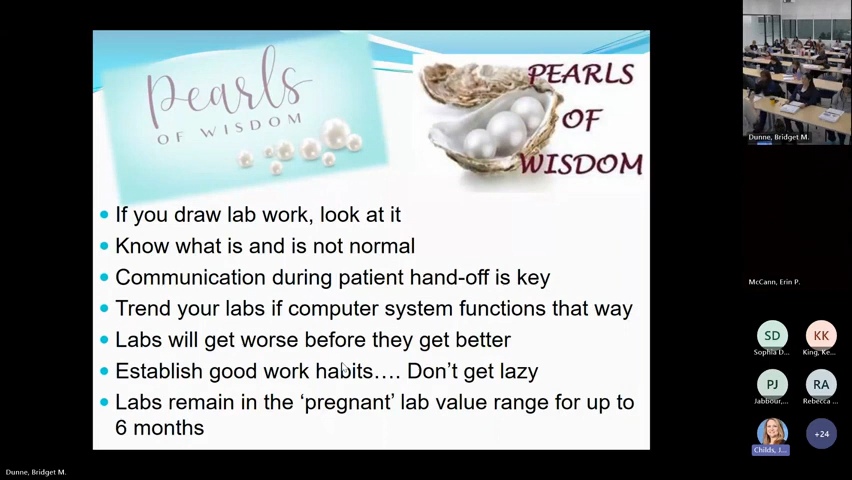 Pearls
OF WISDOM
PEARLS
OF
WISDOM
If you draw lab work, look at it
Know what is and is not normal
Communication during patient hand-off is key
Trend your labs if computer system functions that way
Labs will get worse before they get better
Establish good work habits.... Don't get lazy
Labs remain in the 'pregnant' lab value range for up to
6 months
Dunne, Bridget M.
McCann, Erin P.
SD
KK
Sophia D...
King, Ke...
PJ
RA
Jabbour,...
Rebecca ...
+24
Childs, J...
Dunne, Bridget M.